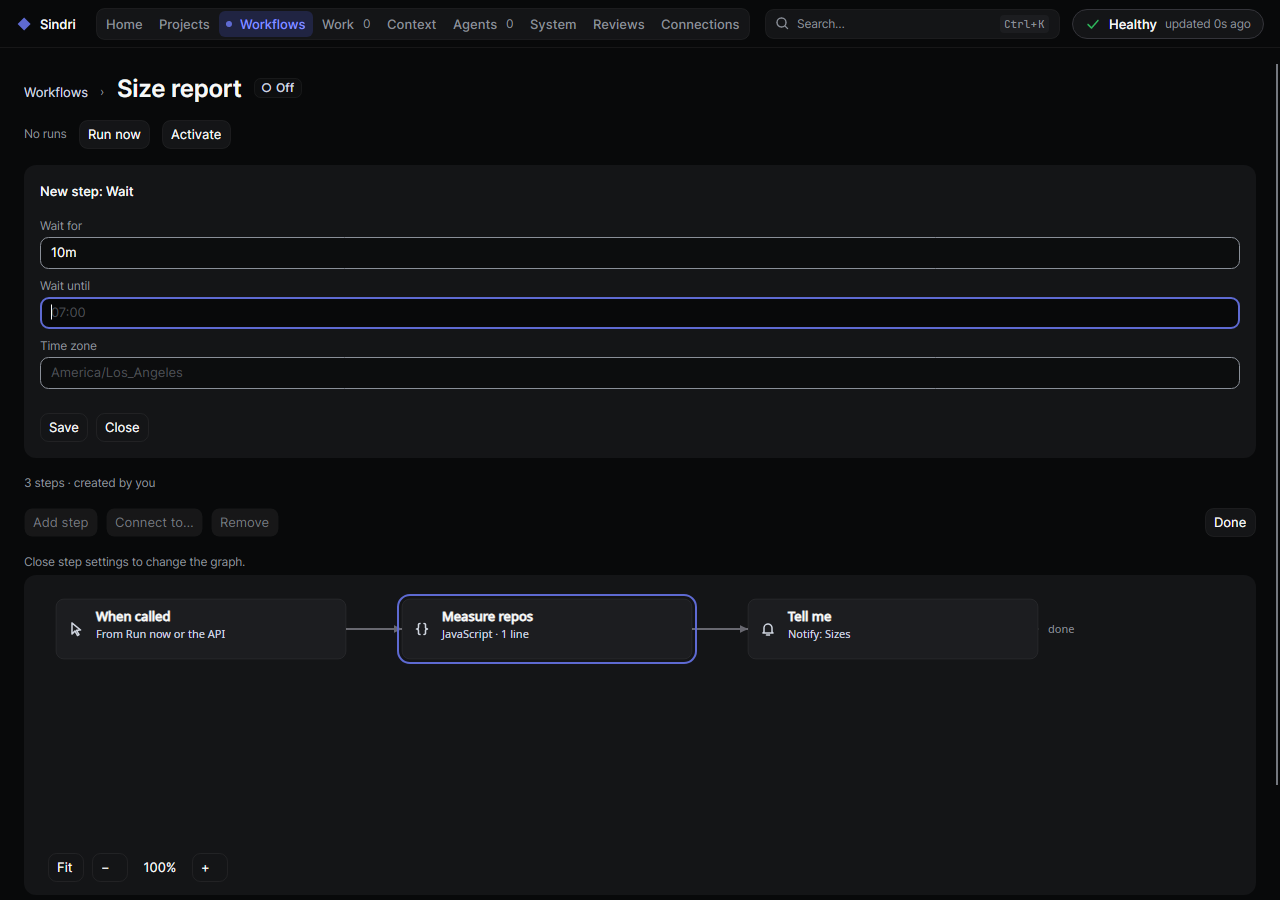 Sindri
Home Projects Workflows Work 0 Context Agents 0 System Reviews Connections
Search... Ctrl+K
Healthy updated 0s ago
Workflows › Size report Off
No runs Run now Activate
New step: Wait
Wait for
10m
Wait until
07:00
Time zone
America/Los_Angeles
Save Close
3 steps · created by you
Add step Connect to... Remove Done
Close step settings to change the graph.
When called
From Run now or the API
{} Measure repos
JavaScript · 1 line
Tell me
Notify: Sizes
done
Fit − 100% +